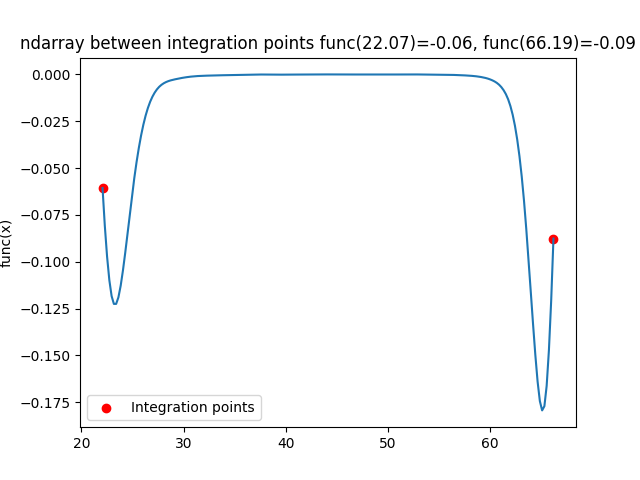 ndarray between integration points func(22.07)=-0.06, func(66.19)=-0.09
0.000
−0.025
−0.050
−0.075
−0.100
−0.125
−0.150
−0.175
func(x)
Integration points
20 30 40 50 60